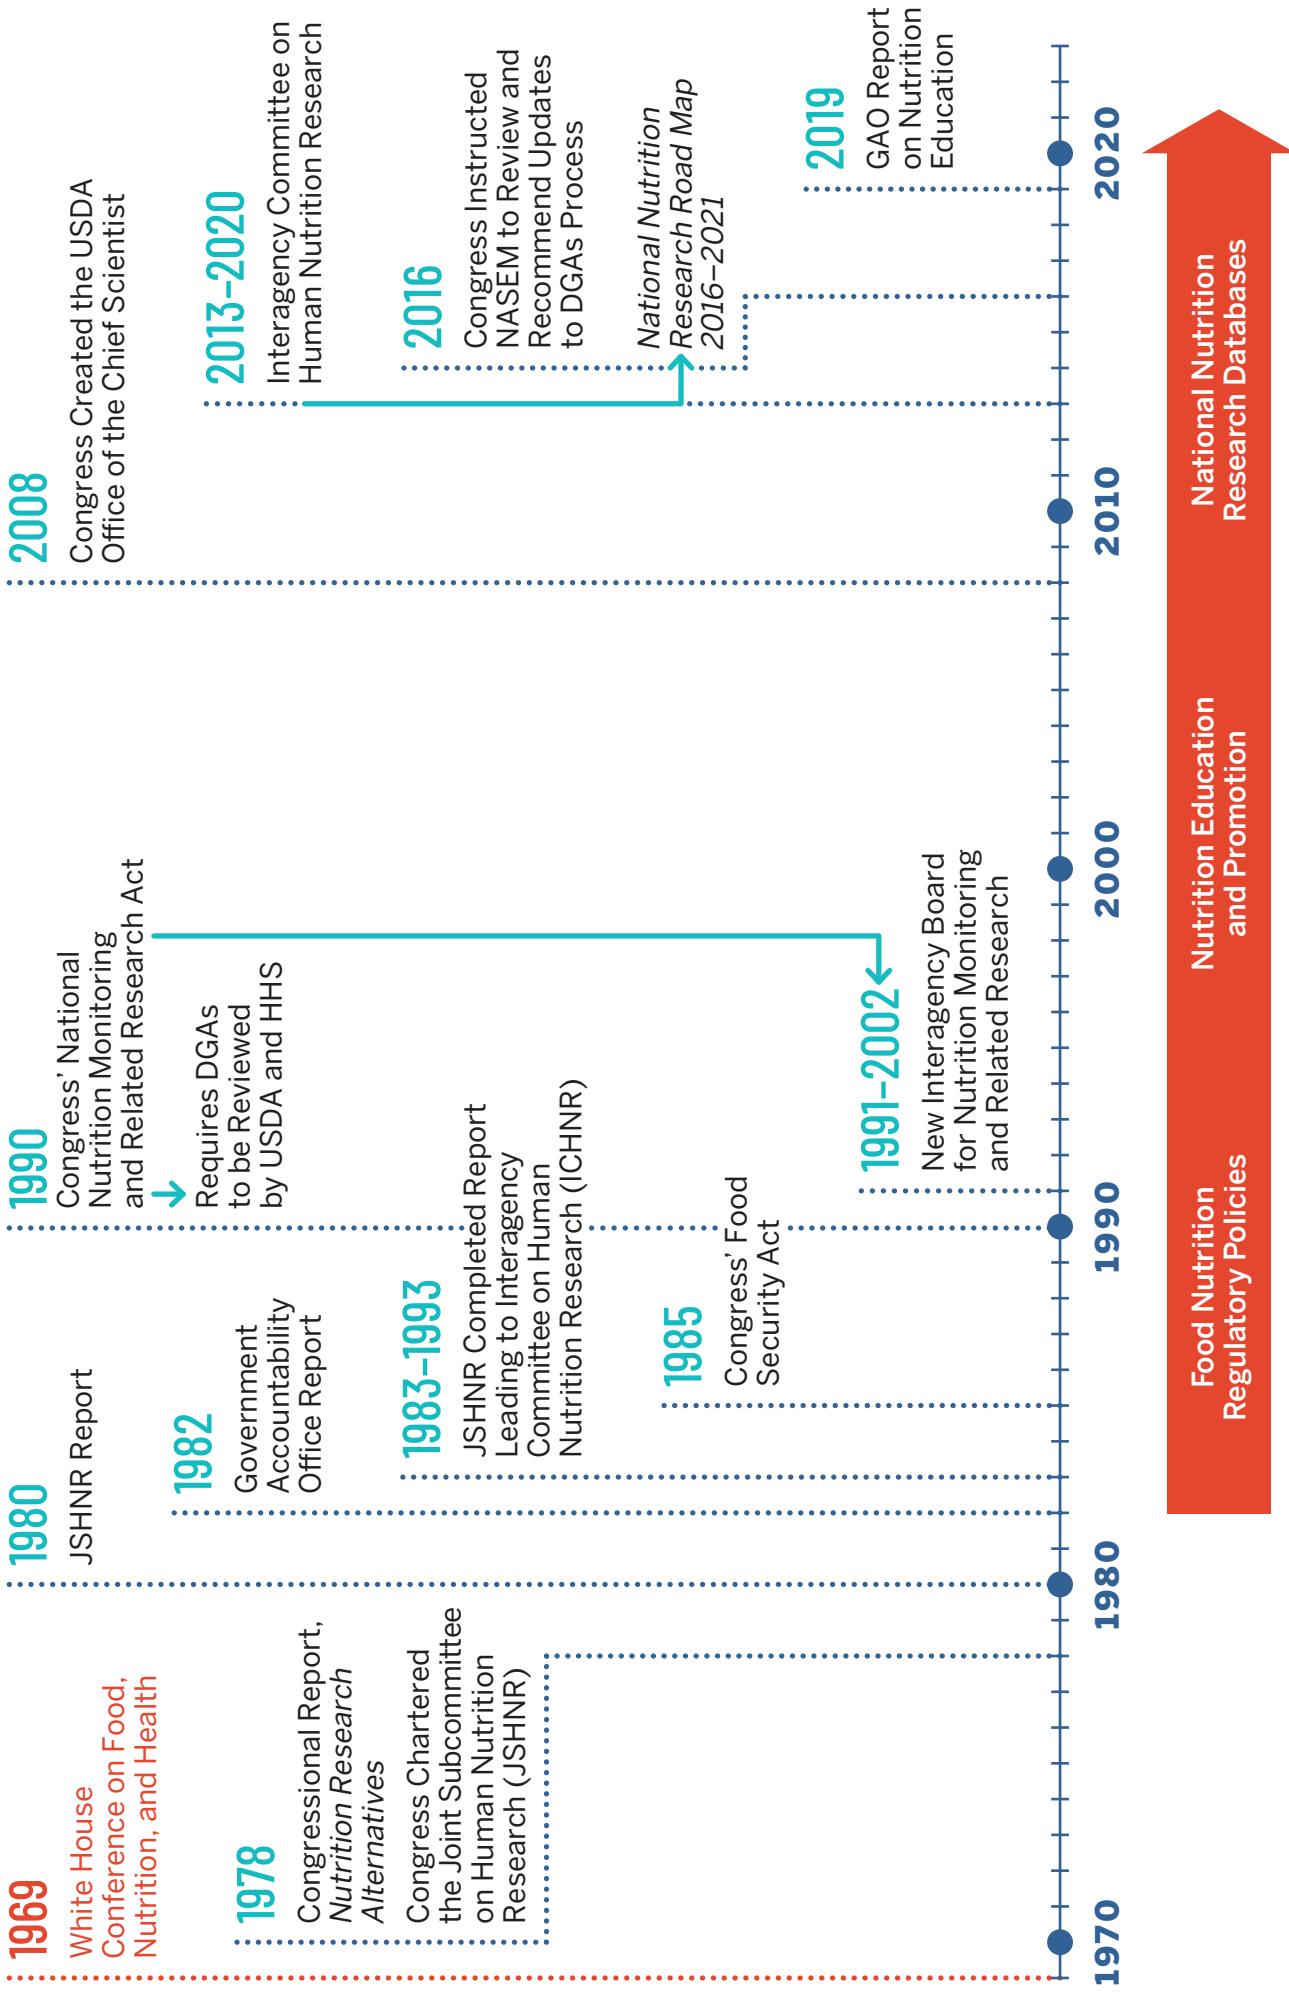 1969
White House
Conference on Food,
Nutrition, and Health
1978
Congressional Report,
Nutrition Research
Alternatives
Congress Chartered
the Joint Subcommittee
on Human Nutrition
Research (JSHNR)
1980
JSHNR Report
1982
Government
Accountability
Office Report
1983–1993
JSHNR Completed Report
Leading to Interagency
Committee on Human
Nutrition Research (ICHNR)
1985
Congress’ Food
Security Act
1990
Congress’ National
Nutrition Monitoring
and Related Research Act
Requires DGAs
to be Reviewed
by USDA and HHS
1991–2002
New Interagency Board
for Nutrition Monitoring
and Related Research
2008
Congress Created the USDA
Office of the Chief Scientist
2013–2020
Interagency Committee on
Human Nutrition Research
2016
Congress Instructed
NASEM to Review and
Recommend Updates
to DGAs Process
National Nutrition
Research Road Map
2016–2021
2019
GAO Report
on Nutrition
Education
1970
1980
1990
2000
2010
2020
Food Nutrition
Regulatory Policies
Nutrition Education
and Promotion
National Nutrition
Research Databases